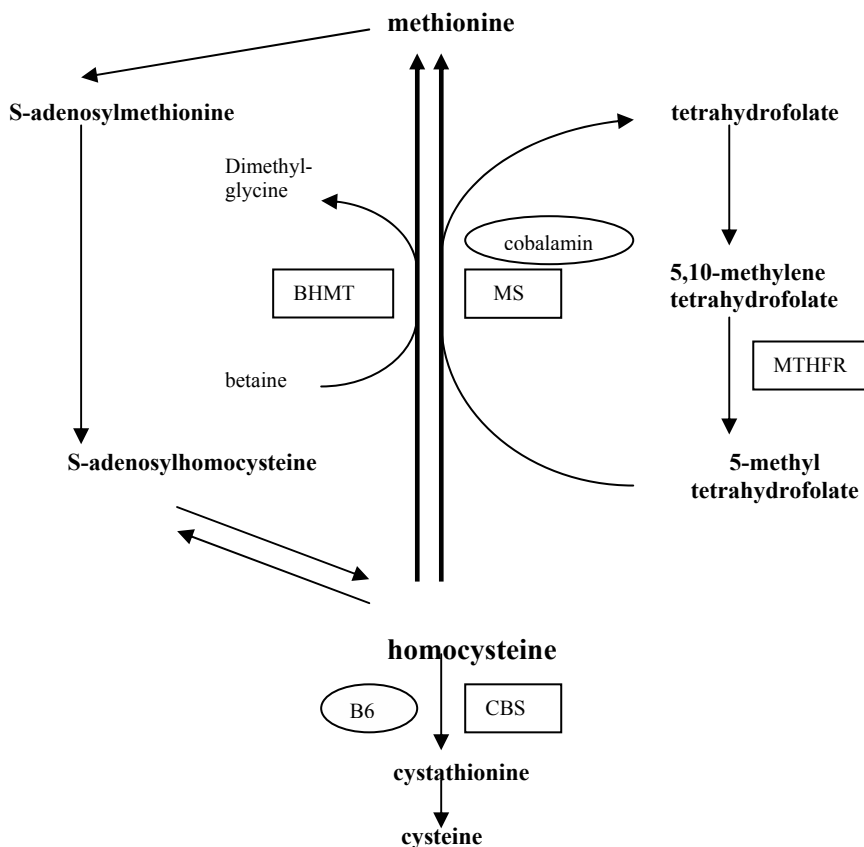 methionine
S-adenosylmethionine
tetrahydrofolate
Dimethyl-
glycine
cobalamin
BHMT
MS
5,10-methylene
tetrahydrofolate
MTHFR
betaine
S-adenosylhomocysteine
5-methyl
tetrahydrofolate
homocysteine
B6
CBS
cystathionine
cysteine